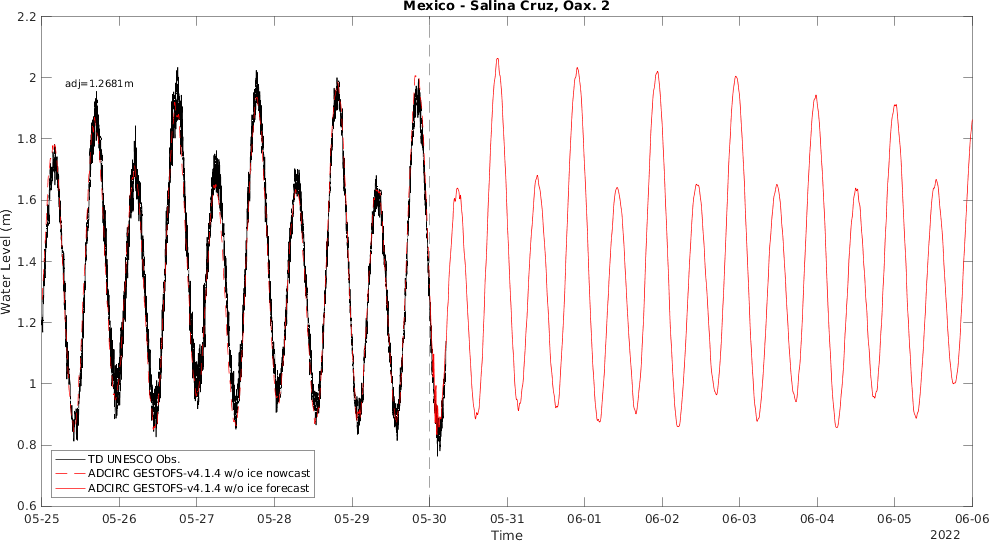 Mexico - Salina Cruz, Oax. 2
2.2
2
1.8
1.6
1.4
1.2
1
0.8
0.6
Water Level (m)
adj=1.2681m
TD UNESCO Obs.
ADCIRC GESTOFS-v4.1.4 w/o ice nowcast
ADCIRC GESTOFS-v4.1.4 w/o ice forecast
05-25 05-26 05-27 05-28 05-29 05-30 05-31 06-01 06-02 06-03 06-04 06-05 06-06
Time
2022